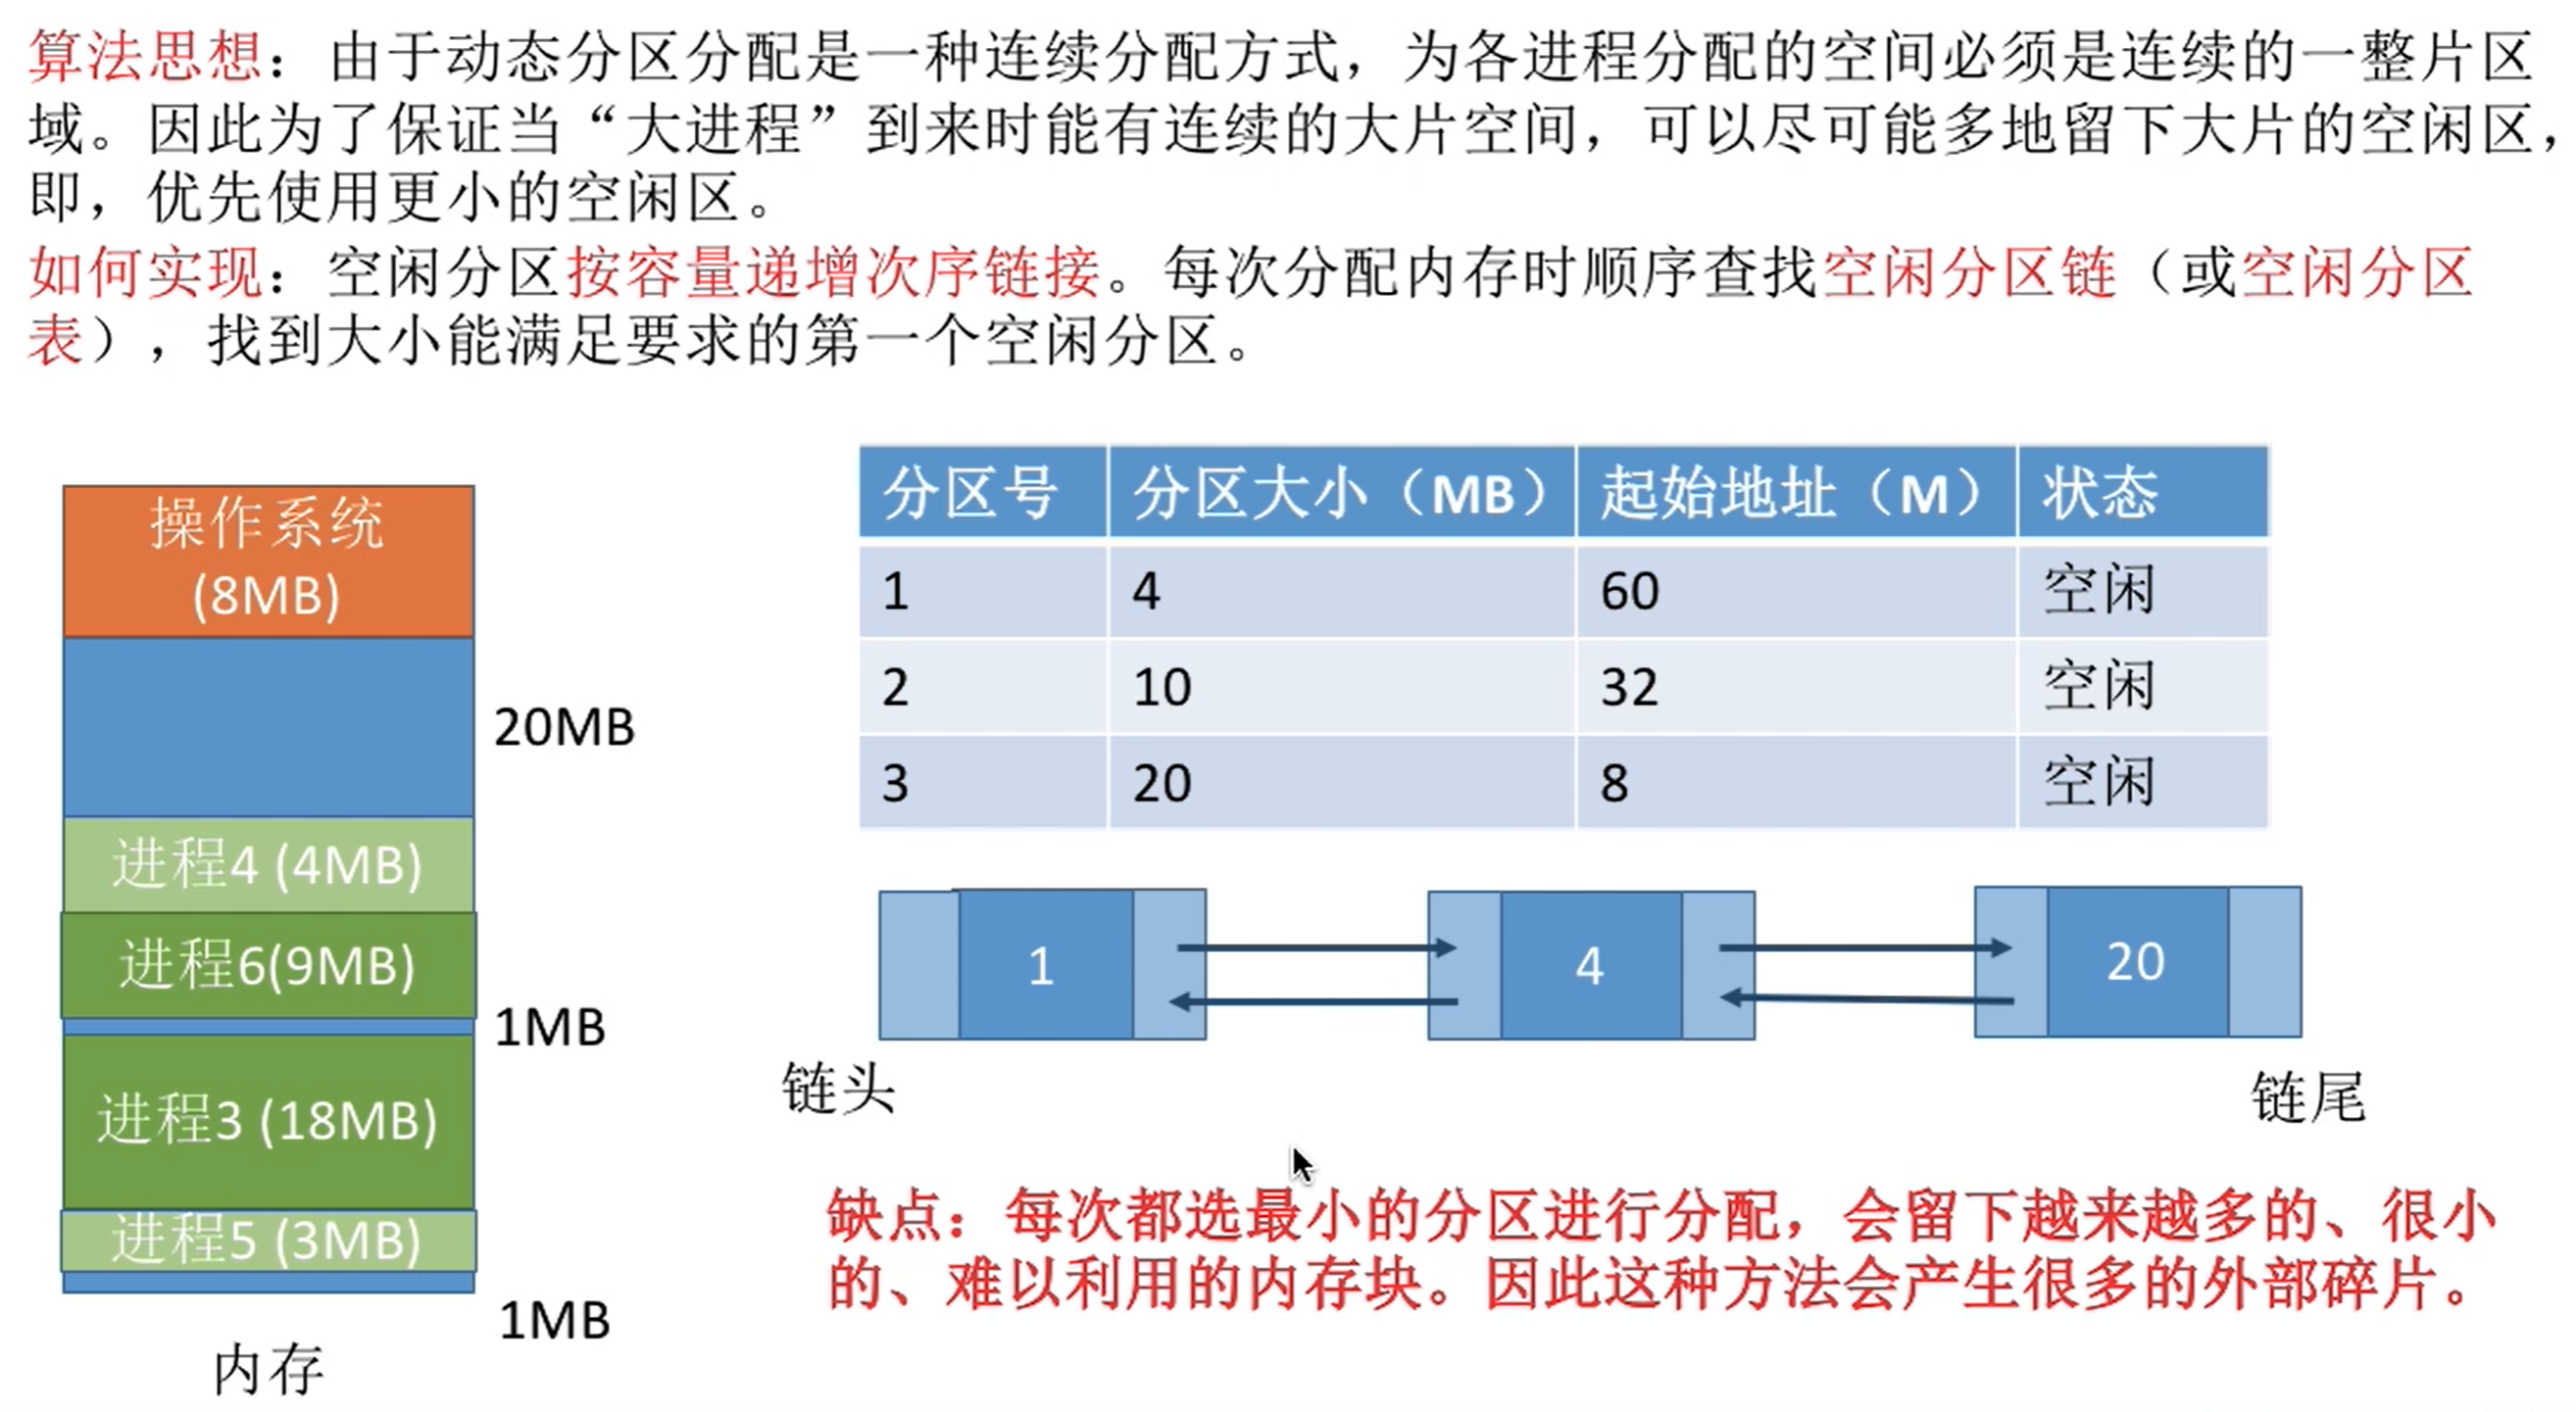 算法思想：由于动态分区分配是一种连续分配方式，为各进程分配的空间必须是连续的一整片区
域。因此为了保证当“大进程”到来时能有连续的大片空间，可以尽可能多地留下大片的空闲区，
即，优先使用更小的空闲区。
如何实现：空闲分区按容量递增次序链接。每次分配内存时顺序查找空闲分区链（或空闲分区
表），找到大小能满足要求的第一个空闲分区。
操作系统
(8MB)
20MB
进程4 (4MB)
进程6(9MB)
1MB
进程3 (18MB)
进程5 (3MB)
1MB
内存
分区号 分区大小（MB） 起始地址（M） 状态
1 4 60 空闲
2 10 32 空闲
3 20 8 空闲
1 4 20
链头 链尾
缺点：每次都选最小的分区进行分配，会留下越来越多的、很小
的、难以利用的内存块。因此这种方法会产生很多的外部碎片。